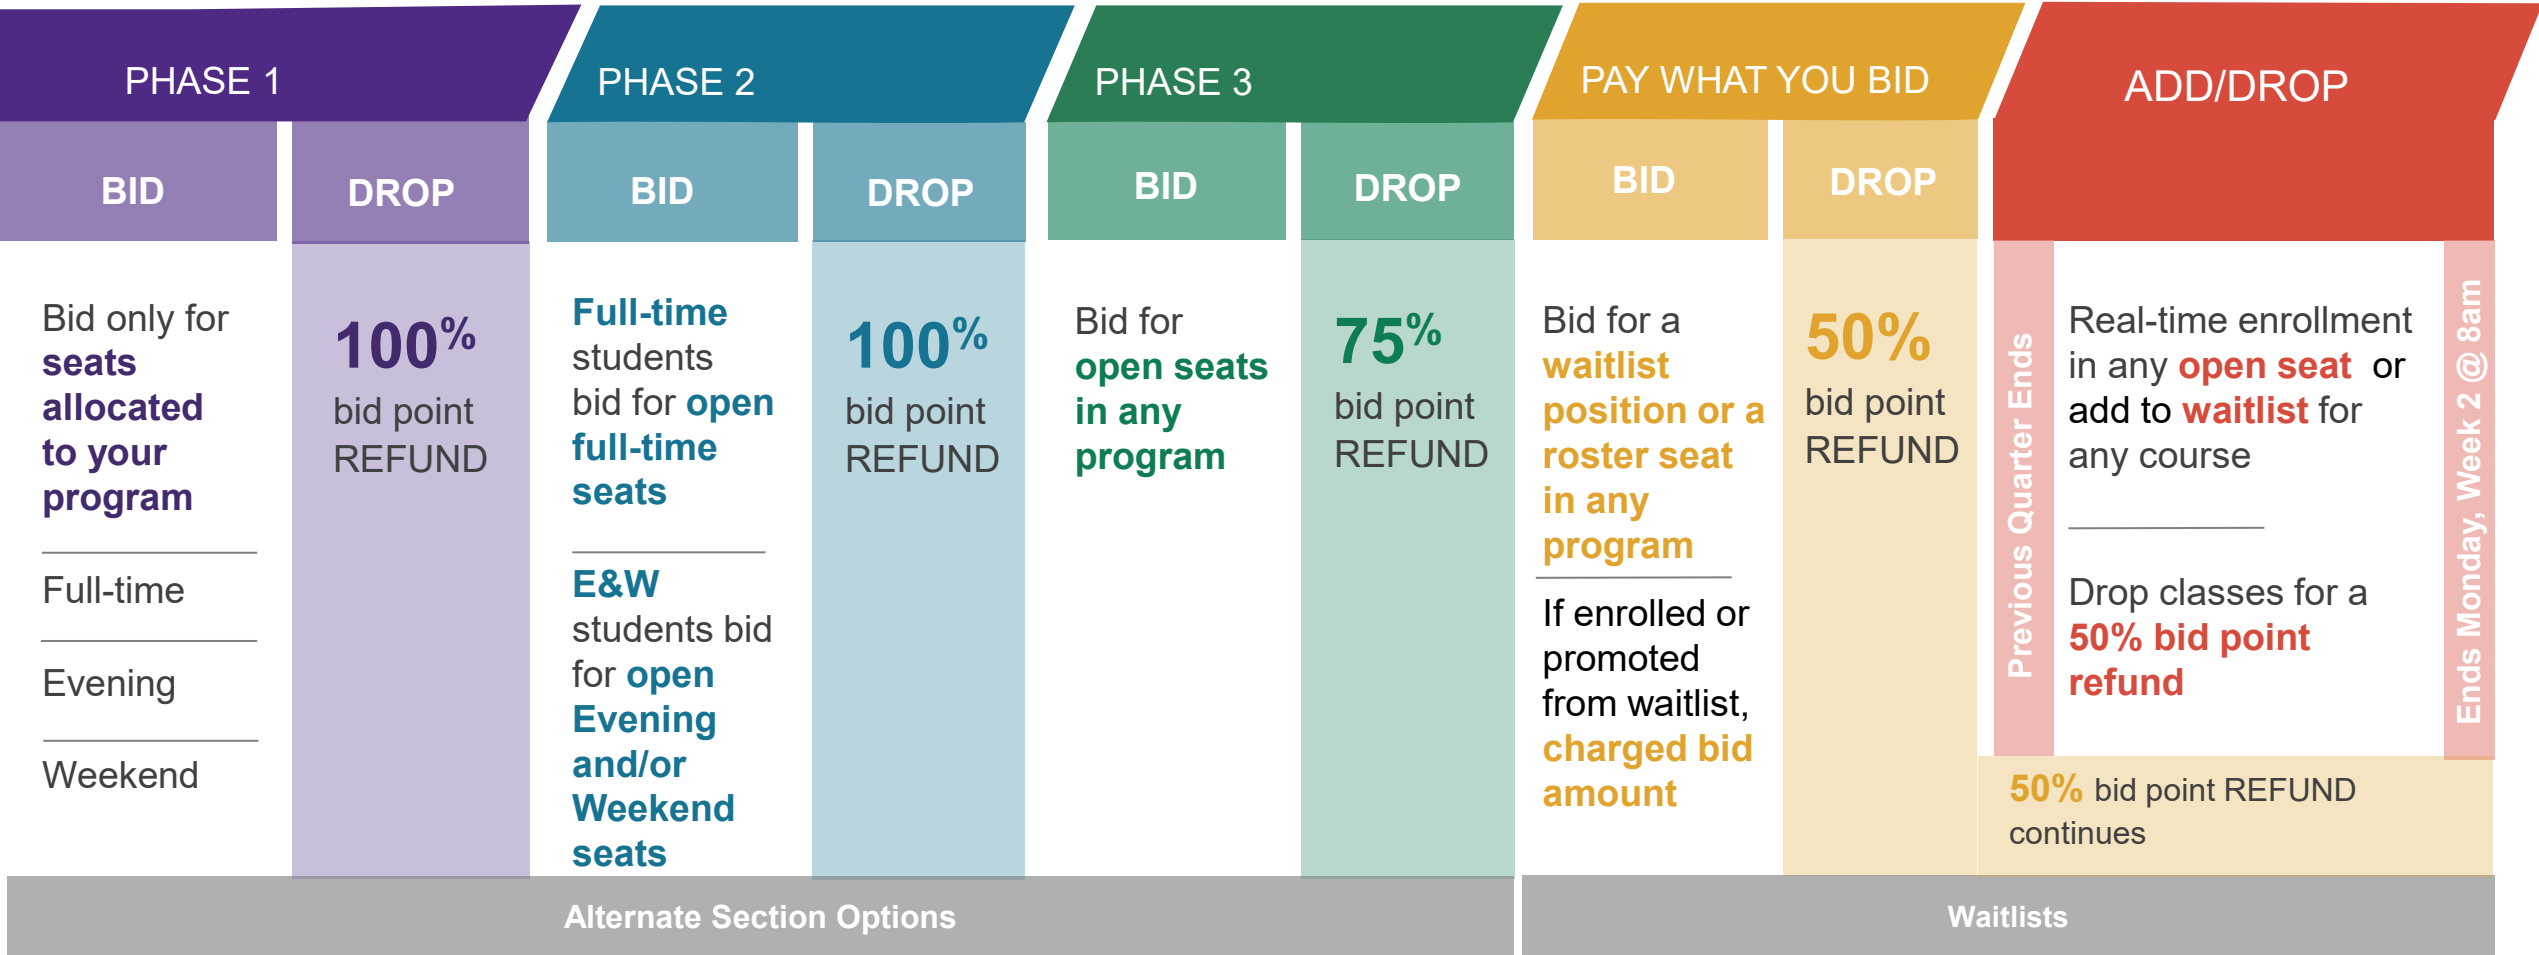 PHASE 1
BID
DROP
Bid only for
seats
allocated
to your
program
Full-time
Evening
Weekend
100%
bid point
REFUND
PHASE 2
BID
DROP
Full-time
students
bid for open
full-time
seats
E&W
students bid
for open
Evening
and/or
Weekend
seats
100%
bid point
REFUND
PHASE 3
BID
DROP
Bid for
open seats
in any
program
75%
bid point
REFUND
PAY WHAT YOU BID
BID
DROP
Bid for a
waitlist
position or a
roster seat
in any
program
If enrolled or
promoted
from waitlist,
charged bid
amount
50%
bid point
REFUND
ADD/DROP
Previous Quarter Ends
Real-time enrollment
in any open seat or
add to waitlist for
any course
Drop classes for a
50% bid point
refund
Ends Monday, Week 2 @ 8am
50% bid point REFUND
continues
Alternate Section Options
Waitlists